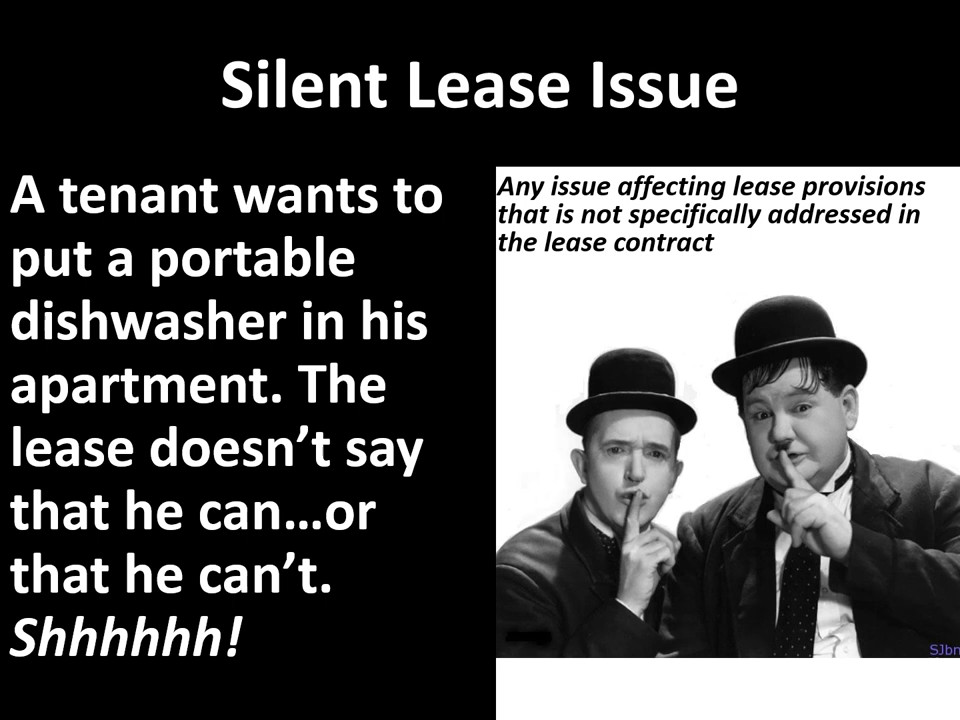 Silent Lease Issue
A tenant wants to
put a portable
dishwasher in his
apartment. The
lease doesn’t say
that he can…or
that he can’t.
Shhhhhh!
Any issue affecting lease provisions
that is not specifically addressed in
the lease contract
SJbn